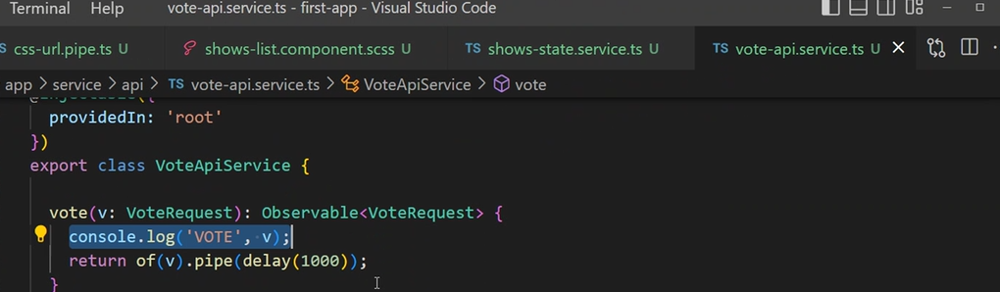 Terminal Help vote-api.service.ts - first-app - Visual Studio Code
css-url.pipe.ts U shows-list.component.scss U TS shows-state.service.ts U TS vote-api.service.ts U
app > service > api > TS vote-api.service.ts > VoteApiService > vote
@Injectable({
providedIn: 'root'
})
export class VoteApiService {
vote(v: VoteRequest): Observable<VoteRequest> {
console.log('VOTE', v);
return of(v).pipe(delay(1000));
}